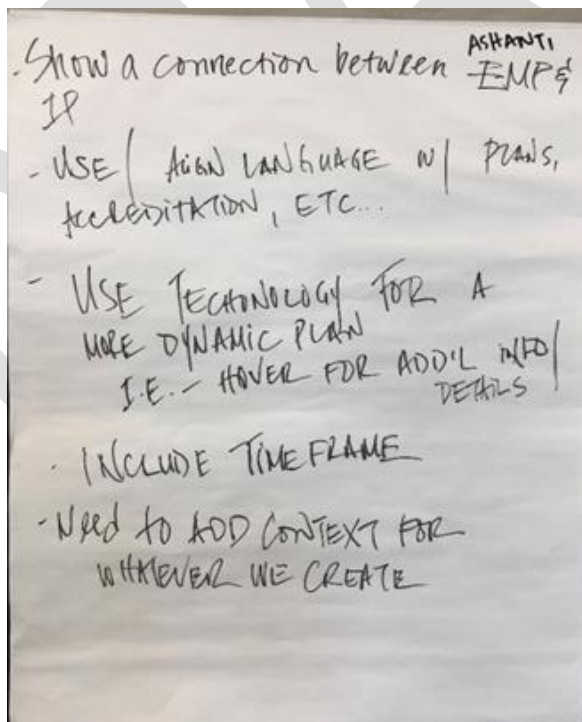 ASHANTI
- Show a connection between EMP &
IP
- USE / ALIGN LANGUAGE W/ PLANS,
ACCREDITATION, ETC...
- USE TECHONOLOGY FOR A
MORE DYNAMIC PLAN
I.E. - HOVER FOR ADD'L INFO/
DETAILS
- INCLUDE TIMEFRAME
- Need to ADD CONTEXT FOR
WHATEVER WE CREATE